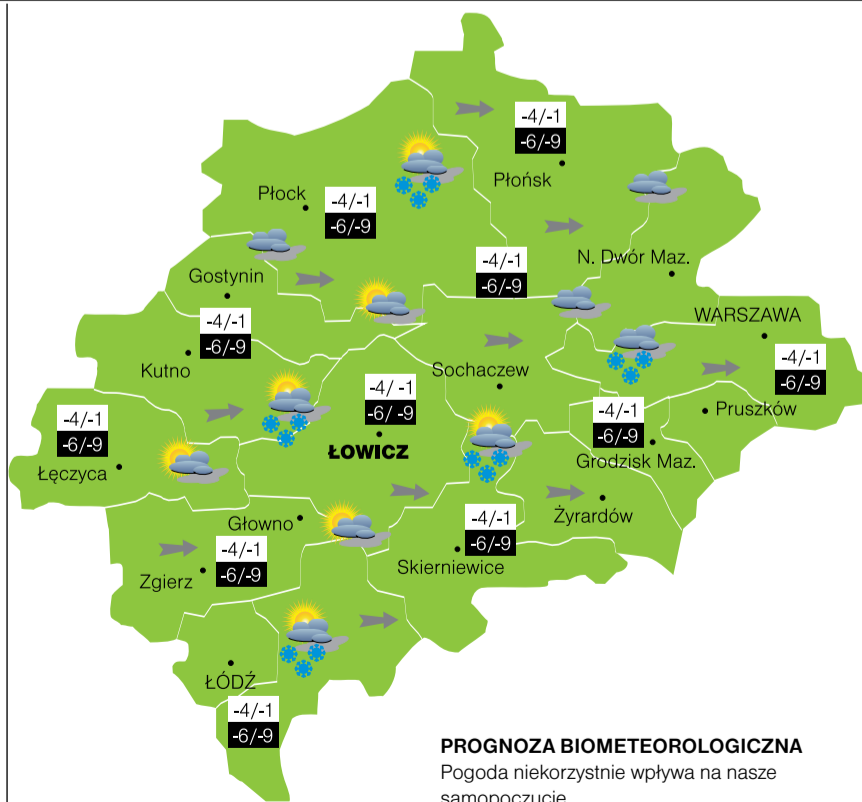 -4/-1
-6/-9
Płońsk
Płock
-4/-1
-6/-9
-4/-1
-6/-9
N. Dwór Maz.
Gostynin
-4/-1
-6/-9
Kutno
WARSZAWA
-4/-1
-6/-9
Sochaczew
-4/-1
-6/-9
ŁOWICZ
Pruszków
-4/-1
-6/-9
Grodzisk Maz.
-4/-1
-6/-9
Łęczyca
Żyrardów
Głowno
-4/-1
-6/-9
Skierniewice
-4/-1
-6/-9
Zgierz
ŁÓDŹ
-4/-1
-6/-9
PROGNOZA BIOMETEOROLOGICZNA
Pogoda niekorzystnie wpływa na nasze
samopoczucie